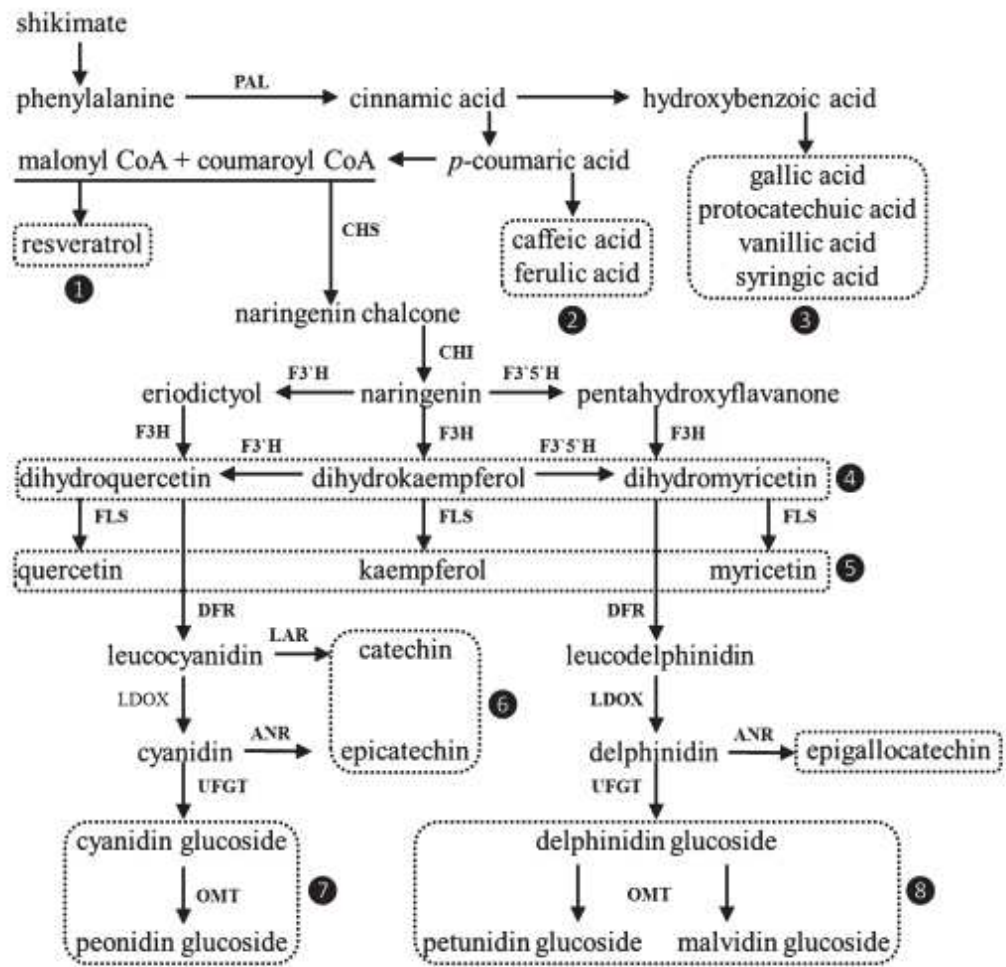 shikimate
PAL
phenylalanine cinnamic acid hydroxybenzoic acid
malonyl CoA + coumaroyl CoA p-coumaric acid
gallic acid
protocatechuic acid
vanillic acid
syringic acid
resveratrol
CHS
caffeic acid
ferulic acid
1
2
3
naringenin chalcone
CHI
F3`H F3`5`H
eriodictyol naringenin pentahydroxyflavanone
F3H F3H F3H
F3`H F3`5`H
dihydroquercetin dihydrokaempferol dihydromyricetin 4
FLS FLS FLS
quercetin kaempferol myricetin 5
DFR DFR
LAR
leucocyanidin catechin leucodelphinidin
LDOX 6 LDOX
ANR ANR
cyanidin epicatechin delphinidin epigallocatechin
UFGT UFGT
cyanidin glucoside delphinidin glucoside
OMT 7 OMT 8
peonidin glucoside petunidin glucoside malvidin glucoside